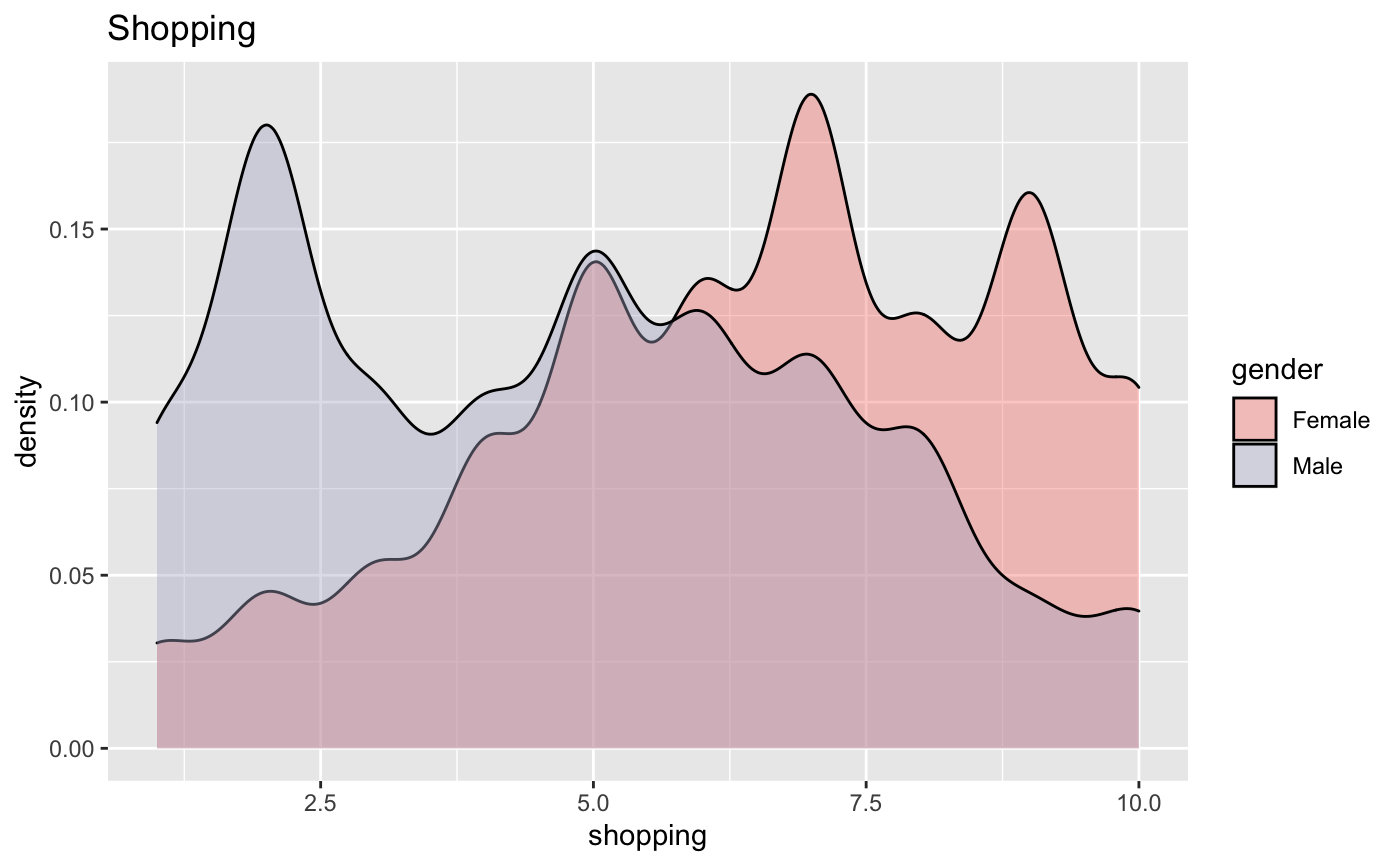 Shopping
density
0.15
0.10
0.05
0.00
2.5 5.0 7.5 10.0
shopping
gender
Female
Male